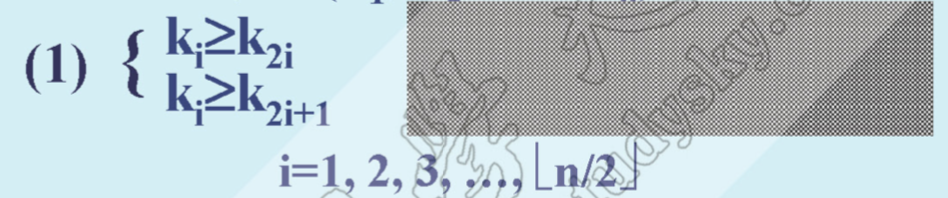 (1) { kᵢ≥k₂ᵢ
kᵢ≥k₂ᵢ₊₁
i=1, 2, 3, …, ⌊n/2⌋